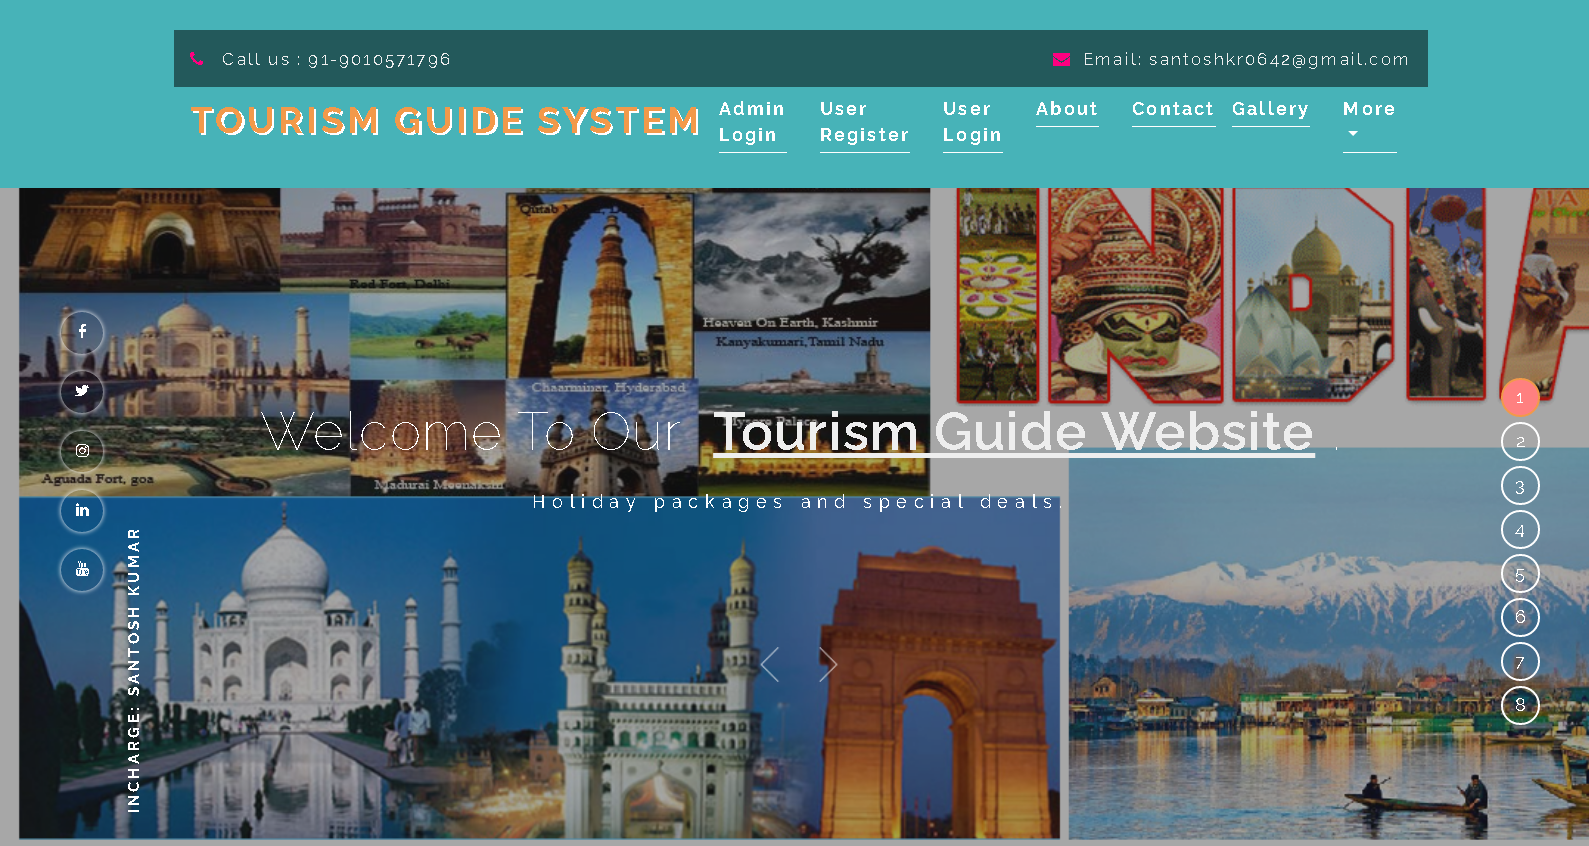 Call us : 91-9010571796
Email: santoshkr0642@gmail.com
TOURISM GUIDE SYSTEM
Admin Login
User Register
User Login
About
Contact
Gallery
More
Red Fort, Delhi
Heaven On Earth, Kashmir
Kanyakumari,Tamil Nadu
Chaarminar, Hyderabad
INDIA
Aguada Fort, goa
Madurai Meenakshi
Welcome To Our Tourism Guide Website .
Holiday packages and special deals.
INCHARGE: SANTOSH KUMAR
1
2
3
4
5
6
7
8